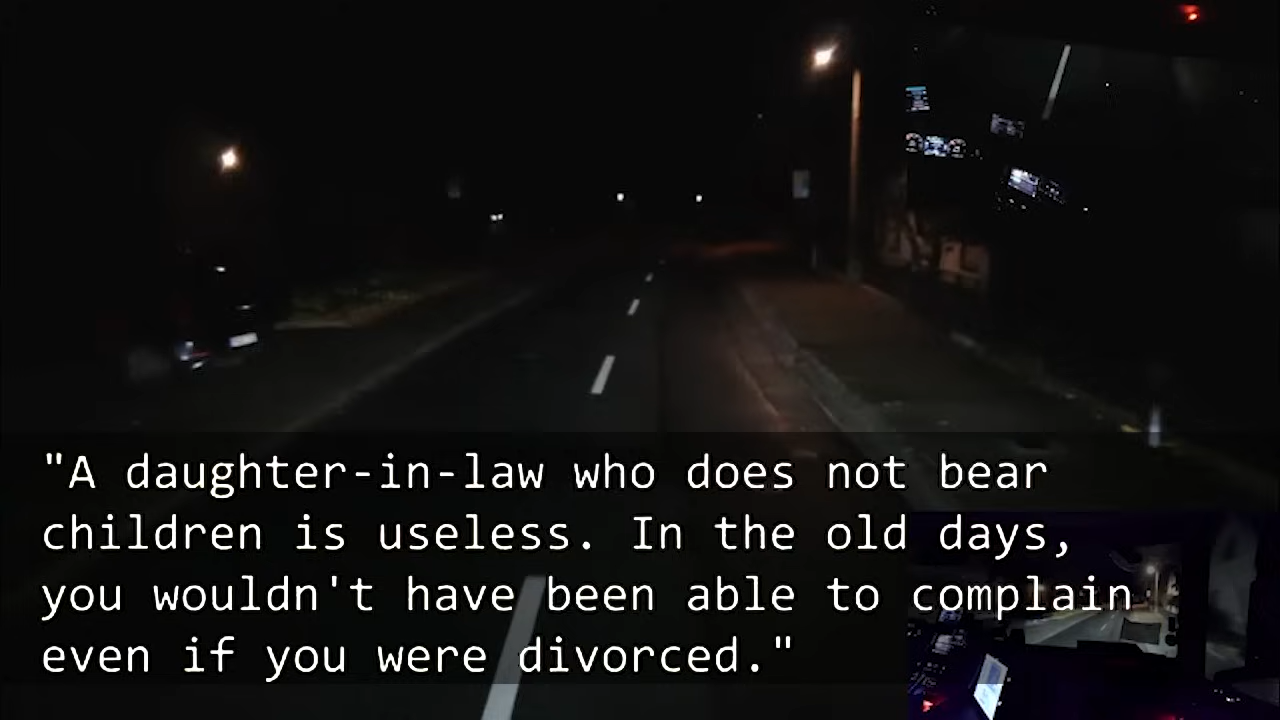 "A daughter-in-law who does not bear
children is useless. In the old days,
you wouldn't have been able to complain
even if you were divorced."